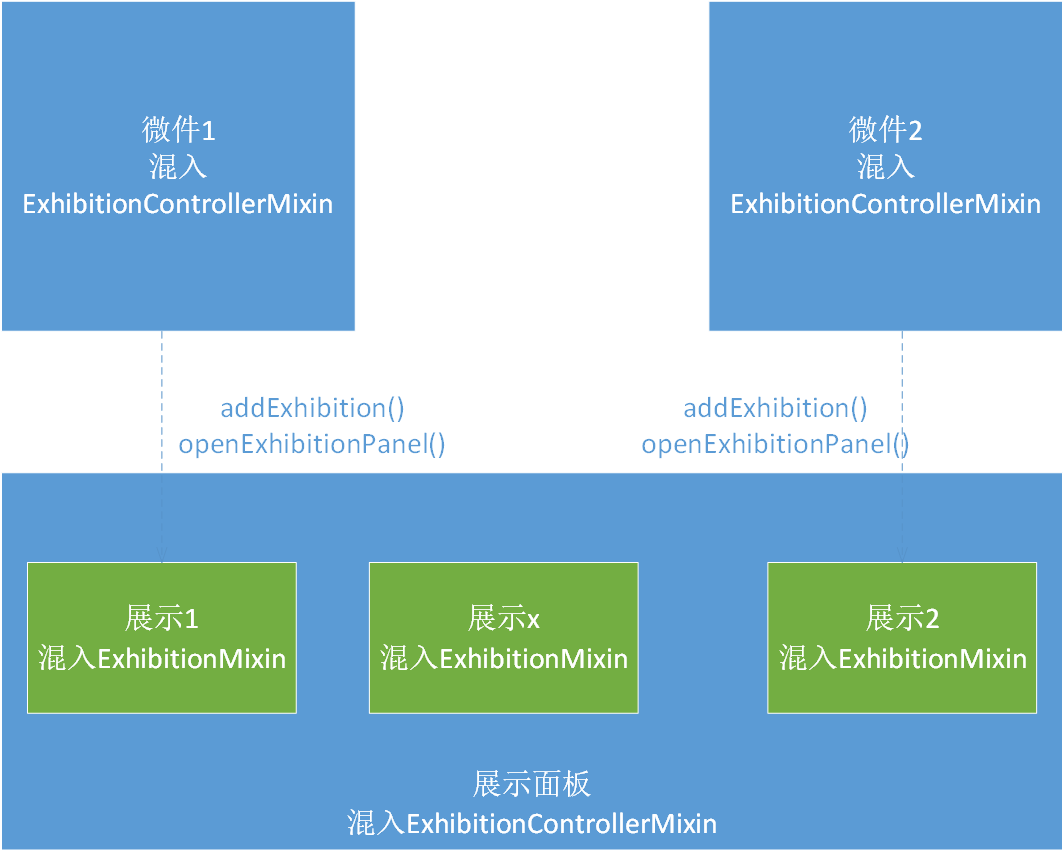 微件1
混入
ExhibitionControllerMixin
微件2
混入
ExhibitionControllerMixin
addExhibition()
openExhibitionPanel()
addExhibition()
openExhibitionPanel()
展示1
混入ExhibitionMixin
展示x
混入ExhibitionMixin
展示2
混入ExhibitionMixin
展示面板
混入ExhibitionControllerMixin